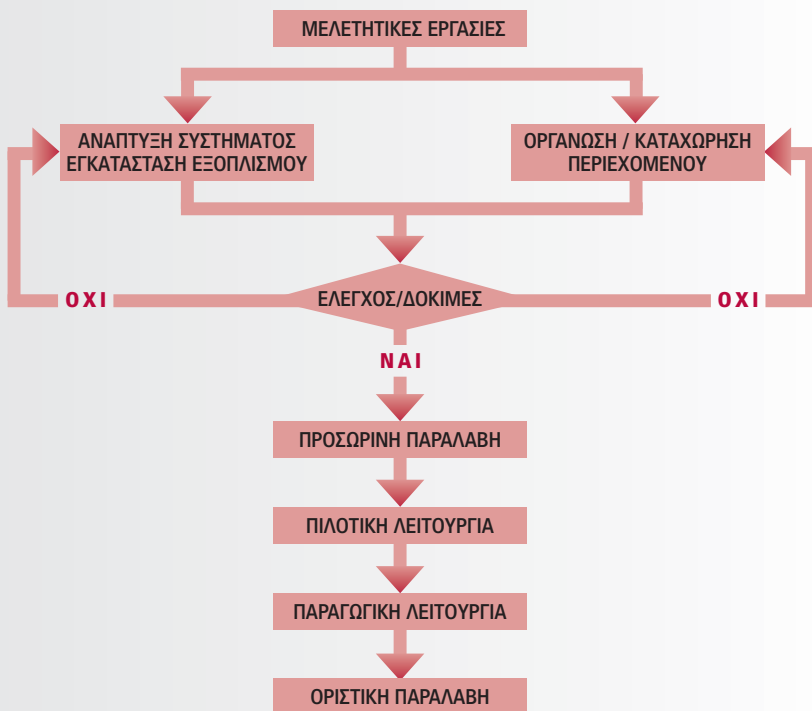 ΜΕΛΕΤΗΤΙΚΕΣ ΕΡΓΑΣΙΕΣ
ΑΝΑΠΤΥΞΗ ΣΥΣΤΗΜΑΤΟΣ
ΕΓΚΑΤΑΣΤΑΣΗ ΕΞΟΠΛΙΣΜΟΥ
ΟΡΓΑΝΩΣΗ / ΚΑΤΑΧΩΡΗΣΗ
ΠΕΡΙΕΧΟΜΕΝΟΥ
ΟΧΙ
ΕΛΕΓΧΟΣ/ΔΟΚΙΜΕΣ
ΟΧΙ
ΝΑΙ
ΠΡΟΣΩΡΙΝΗ ΠΑΡΑΛΑΒΗ
ΠΙΛΟΤΙΚΗ ΛΕΙΤΟΥΡΓΙΑ
ΠΑΡΑΓΩΓΙΚΗ ΛΕΙΤΟΥΡΓΙΑ
ΟΡΙΣΤΙΚΗ ΠΑΡΑΛΑΒΗ